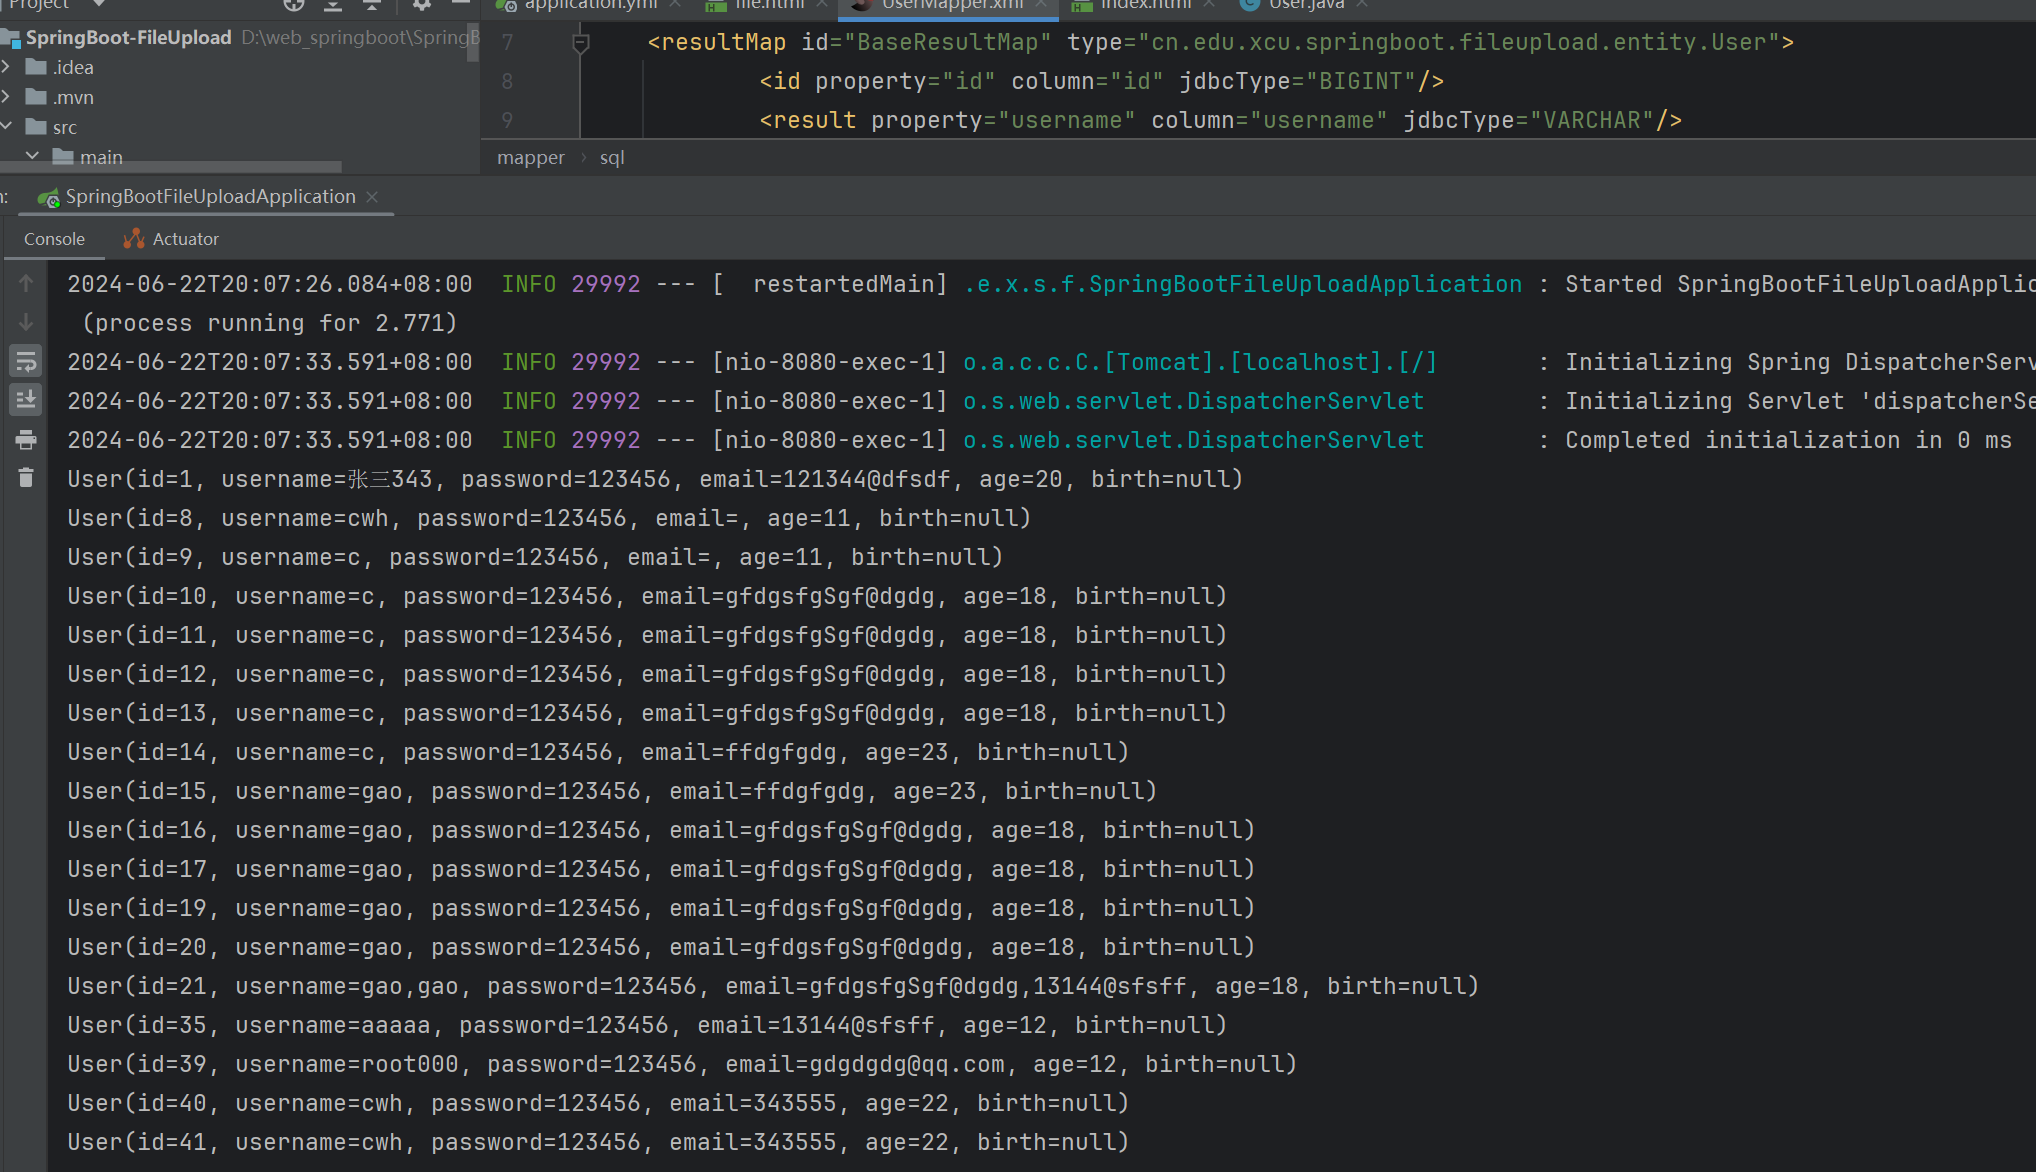 Project
application.yml
file.html
UserMapper.xml
index.html
User.java
SpringBoot-FileUpload D:\web_springboot\SpringB
.idea
.mvn
src
main
7 <resultMap id="BaseResultMap" type="cn.edu.xcu.springboot.fileupload.entity.User">
8 <id property="id" column="id" jdbcType="BIGINT"/>
9 <result property="username" column="username" jdbcType="VARCHAR"/>
mapper › sql
n: SpringBootFileUploadApplication
Console Actuator
2024-06-22T20:07:26.084+08:00  INFO 29992 --- [  restartedMain] .e.x.s.f.SpringBootFileUploadApplication : Started SpringBootFileUploadApplic
(process running for 2.771)
2024-06-22T20:07:33.591+08:00  INFO 29992 --- [nio-8080-exec-1] o.a.c.c.C.[Tomcat].[localhost].[/]       : Initializing Spring DispatcherServ
2024-06-22T20:07:33.591+08:00  INFO 29992 --- [nio-8080-exec-1] o.s.web.servlet.DispatcherServlet        : Initializing Servlet 'dispatcherSe
2024-06-22T20:07:33.591+08:00  INFO 29992 --- [nio-8080-exec-1] o.s.web.servlet.DispatcherServlet        : Completed initialization in 0 ms
User(id=1, username=张三343, password=123456, email=121344@dfsdf, age=20, birth=null)
User(id=8, username=cwh, password=123456, email=, age=11, birth=null)
User(id=9, username=c, password=123456, email=, age=11, birth=null)
User(id=10, username=c, password=123456, email=gfdgsfgSgf@dgdg, age=18, birth=null)
User(id=11, username=c, password=123456, email=gfdgsfgSgf@dgdg, age=18, birth=null)
User(id=12, username=c, password=123456, email=gfdgsfgSgf@dgdg, age=18, birth=null)
User(id=13, username=c, password=123456, email=gfdgsfgSgf@dgdg, age=18, birth=null)
User(id=14, username=c, password=123456, email=ffdgfgdg, age=23, birth=null)
User(id=15, username=gao, password=123456, email=ffdgfgdg, age=23, birth=null)
User(id=16, username=gao, password=123456, email=gfdgsfgSgf@dgdg, age=18, birth=null)
User(id=17, username=gao, password=123456, email=gfdgsfgSgf@dgdg, age=18, birth=null)
User(id=19, username=gao, password=123456, email=gfdgsfgSgf@dgdg, age=18, birth=null)
User(id=20, username=gao, password=123456, email=gfdgsfgSgf@dgdg, age=18, birth=null)
User(id=21, username=gao,gao, password=123456, email=gfdgsfgSgf@dgdg,13144@sfsff, age=18, birth=null)
User(id=35, username=aaaaa, password=123456, email=13144@sfsff, age=12, birth=null)
User(id=39, username=root000, password=123456, email=gdgdgdg@qq.com, age=12, birth=null)
User(id=40, username=cwh, password=123456, email=343555, age=22, birth=null)
User(id=41, username=cwh, password=123456, email=343555, age=22, birth=null)